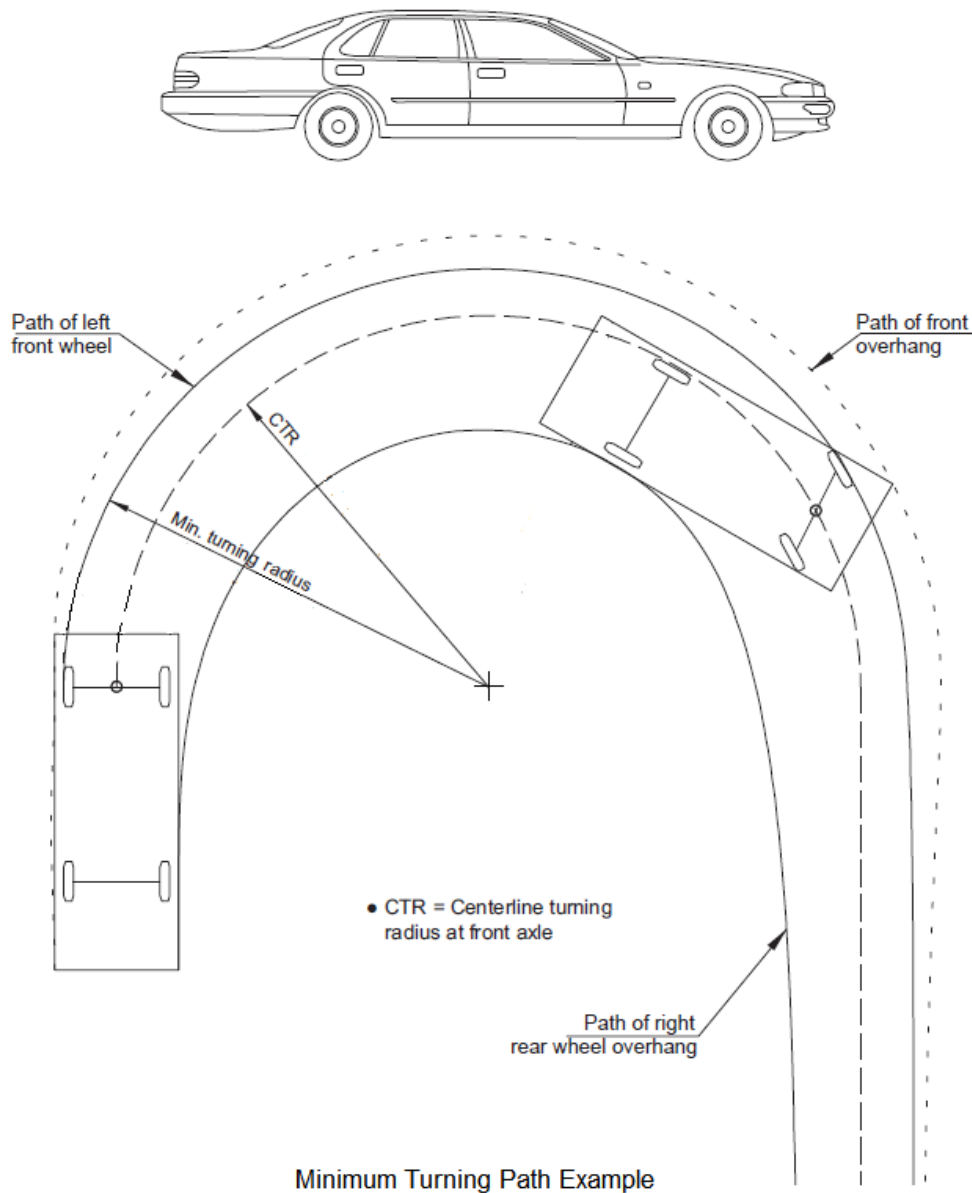 Path of left
front wheel
Path of front
overhang
CTR
Min. turning radius
● CTR = Centerline turning
radius at front axle
Path of right
rear wheel overhang
Minimum Turning Path Example